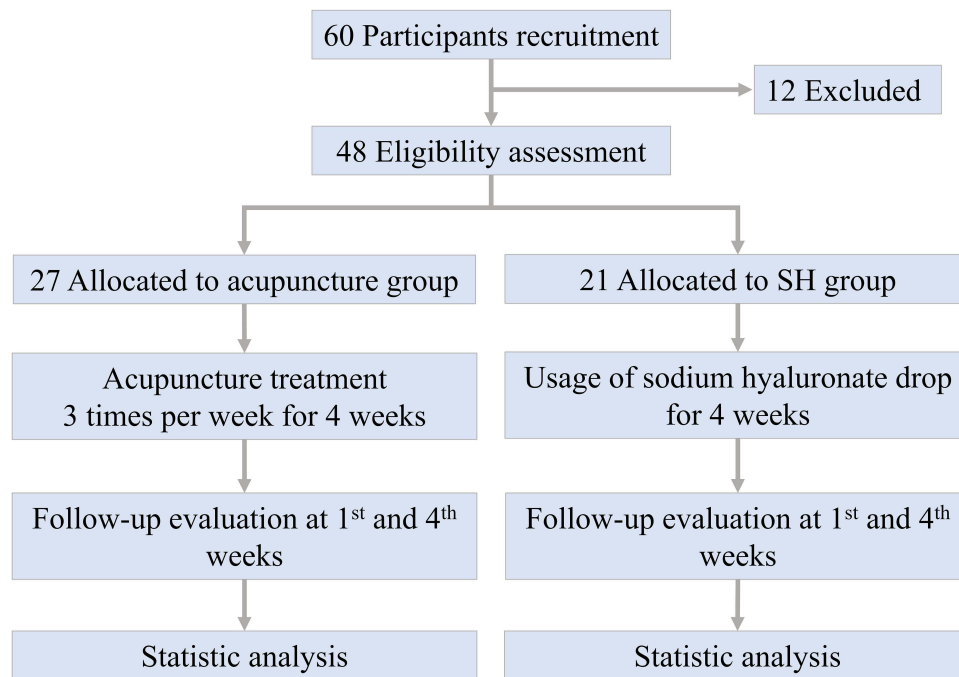 60 Participants recruitment
12 Excluded
48 Eligibility assessment
27 Allocated to acupuncture group
21 Allocated to SH group
Acupuncture treatment
3 times per week for 4 weeks
Usage of sodium hyaluronate drop
for 4 weeks
Follow-up evaluation at 1st and 4th
weeks
Follow-up evaluation at 1st and 4th
weeks
Statistic analysis
Statistic analysis